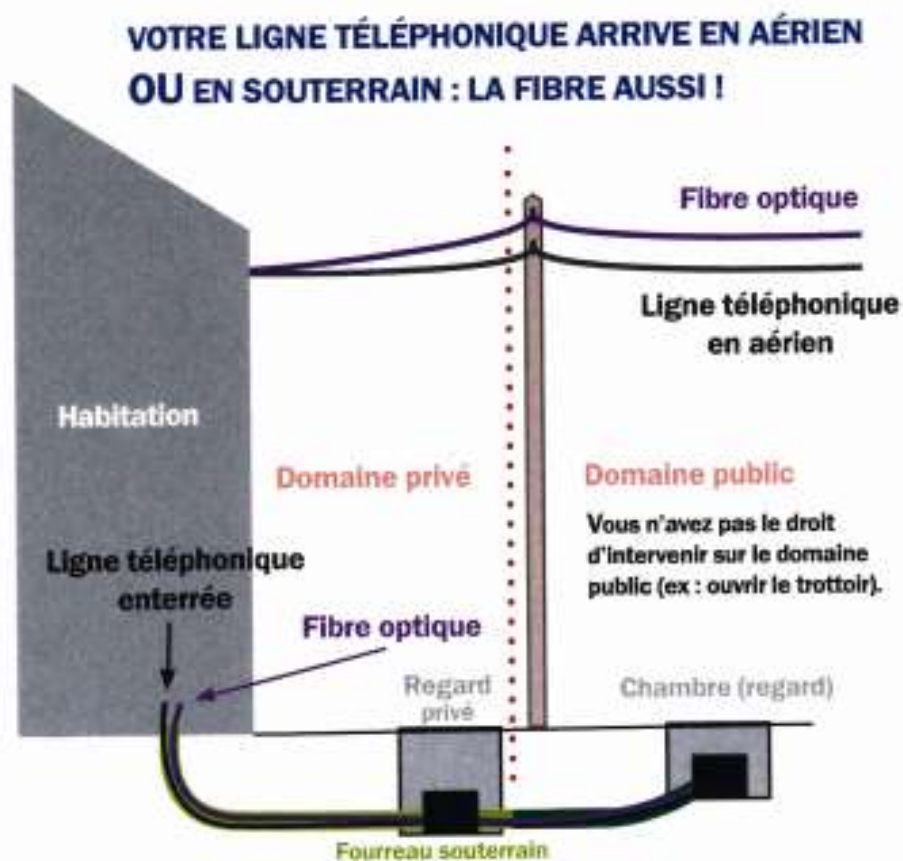 VOTRE LIGNE TÉLÉPHONIQUE ARRIVE EN AÉRIEN
OU EN SOUTERRAIN : LA FIBRE AUSSI !
Fibre optique
Ligne téléphonique
en aérien
Habitation
Domaine privé
Domaine public
Vous n'avez pas le droit
d'intervenir sur le domaine
public (ex : ouvrir le trottoir).
Ligne téléphonique
enterrée
Fibre optique
Regard
privé
Chambre (regard)
Fourreau souterrain